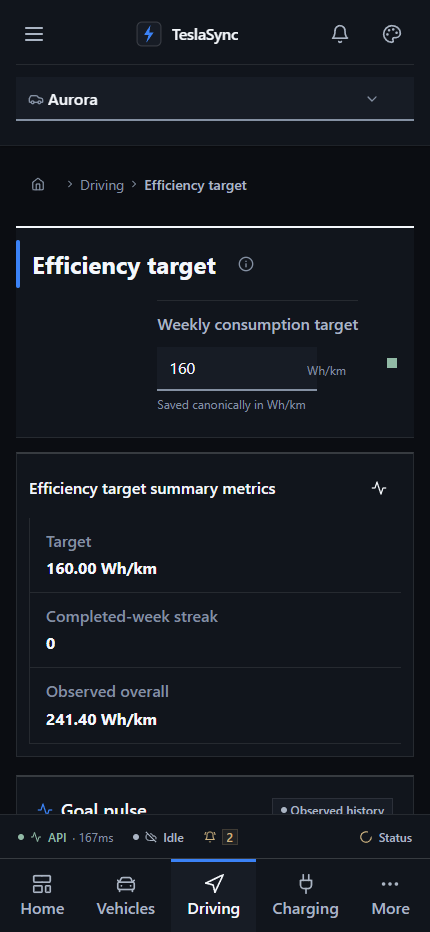 TeslaSync
Aurora
Driving
Efficiency target
Efficiency target
Weekly consumption target
160 Wh/km
Saved canonically in Wh/km
Efficiency target summary metrics
Target
160.00 Wh/km
Completed-week streak
0
Observed overall
241.40 Wh/km
Goal pulse
Observed history
API · 167ms
Idle
2
Status
Home
Vehicles
Driving
Charging
More